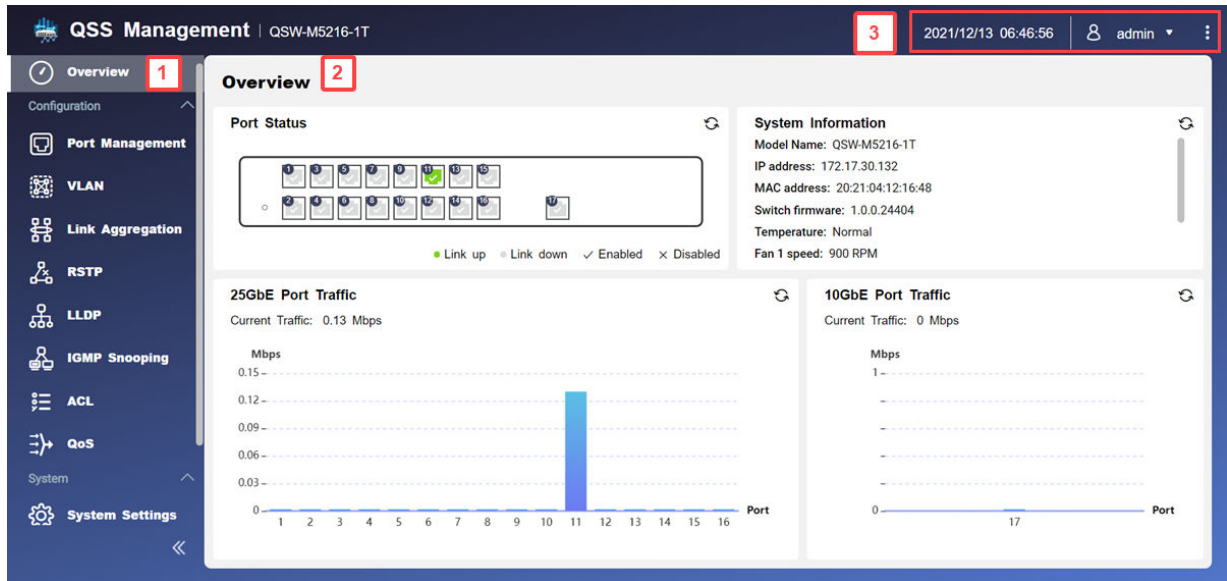 QSS Management | QSW-M5216-1T
3
2021/12/13 06:46:56
admin
Overview
1
Configuration
Port Management
VLAN
Link Aggregation
RSTP
LLDP
IGMP Snooping
ACL
QoS
System
System Settings
Overview
2
Port Status
1 3 5 7 9 11 13 15
2 4 6 8 10 12 14 16 17
Link up Link down Enabled Disabled
System Information
Model Name: QSW-M5216-1T
IP address: 172.17.30.132
MAC address: 20:21:04:12:16:48
Switch firmware: 1.0.0.24404
Temperature: Normal
Fan 1 speed: 900 RPM
25GbE Port Traffic
Current Traffic: 0.13 Mbps
Mbps
0.15
0.12
0.09
0.06
0.03
0
1 2 3 4 5 6 7 8 9 10 11 12 13 14 15 16
Port
10GbE Port Traffic
Current Traffic: 0 Mbps
Mbps
1
0
17
Port